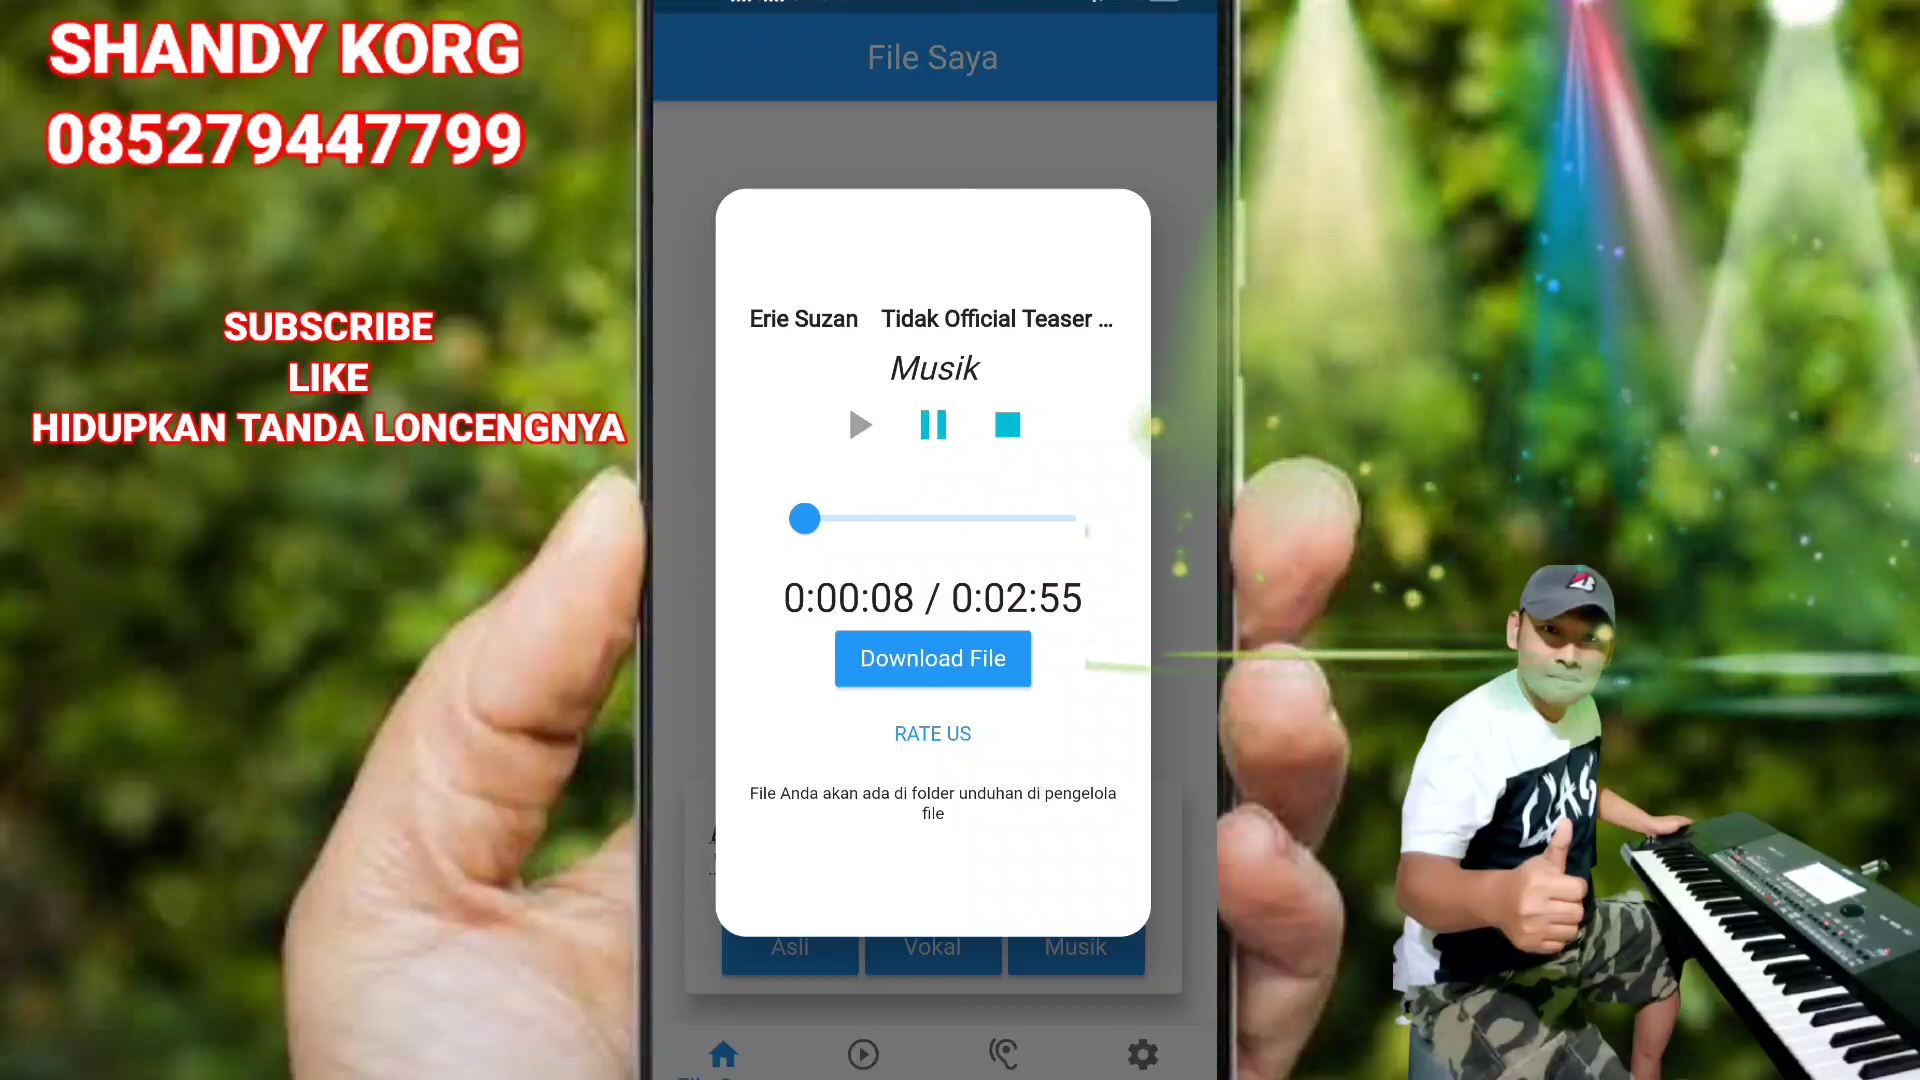 SHANDY KORG
085279447799
SUBSCRIBE
LIKE
HIDUPKAN TANDA LONCENGNYA
File Saya
Erie Suzan    Tidak Official Teaser ...
Musik
0:00:08 / 0:02:55
Download File
RATE US
File Anda akan ada di folder unduhan di pengelola
file
Asli
Vokal
Musik